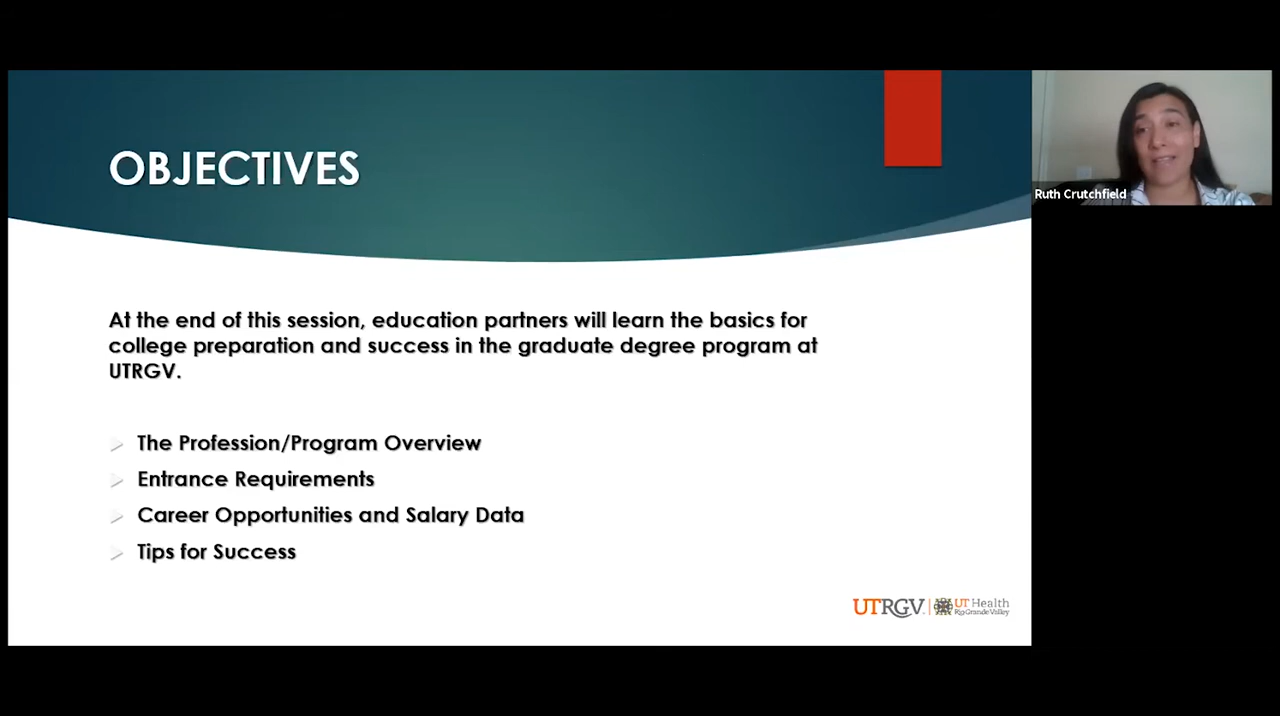 OBJECTIVES
Ruth Crutchfield
At the end of this session, education partners will learn the basics for
college preparation and success in the graduate degree program at
UTRGV.
The Profession/Program Overview
Entrance Requirements
Career Opportunities and Salary Data
Tips for Success
UTRGV
UT Health
Rio Grande Valley